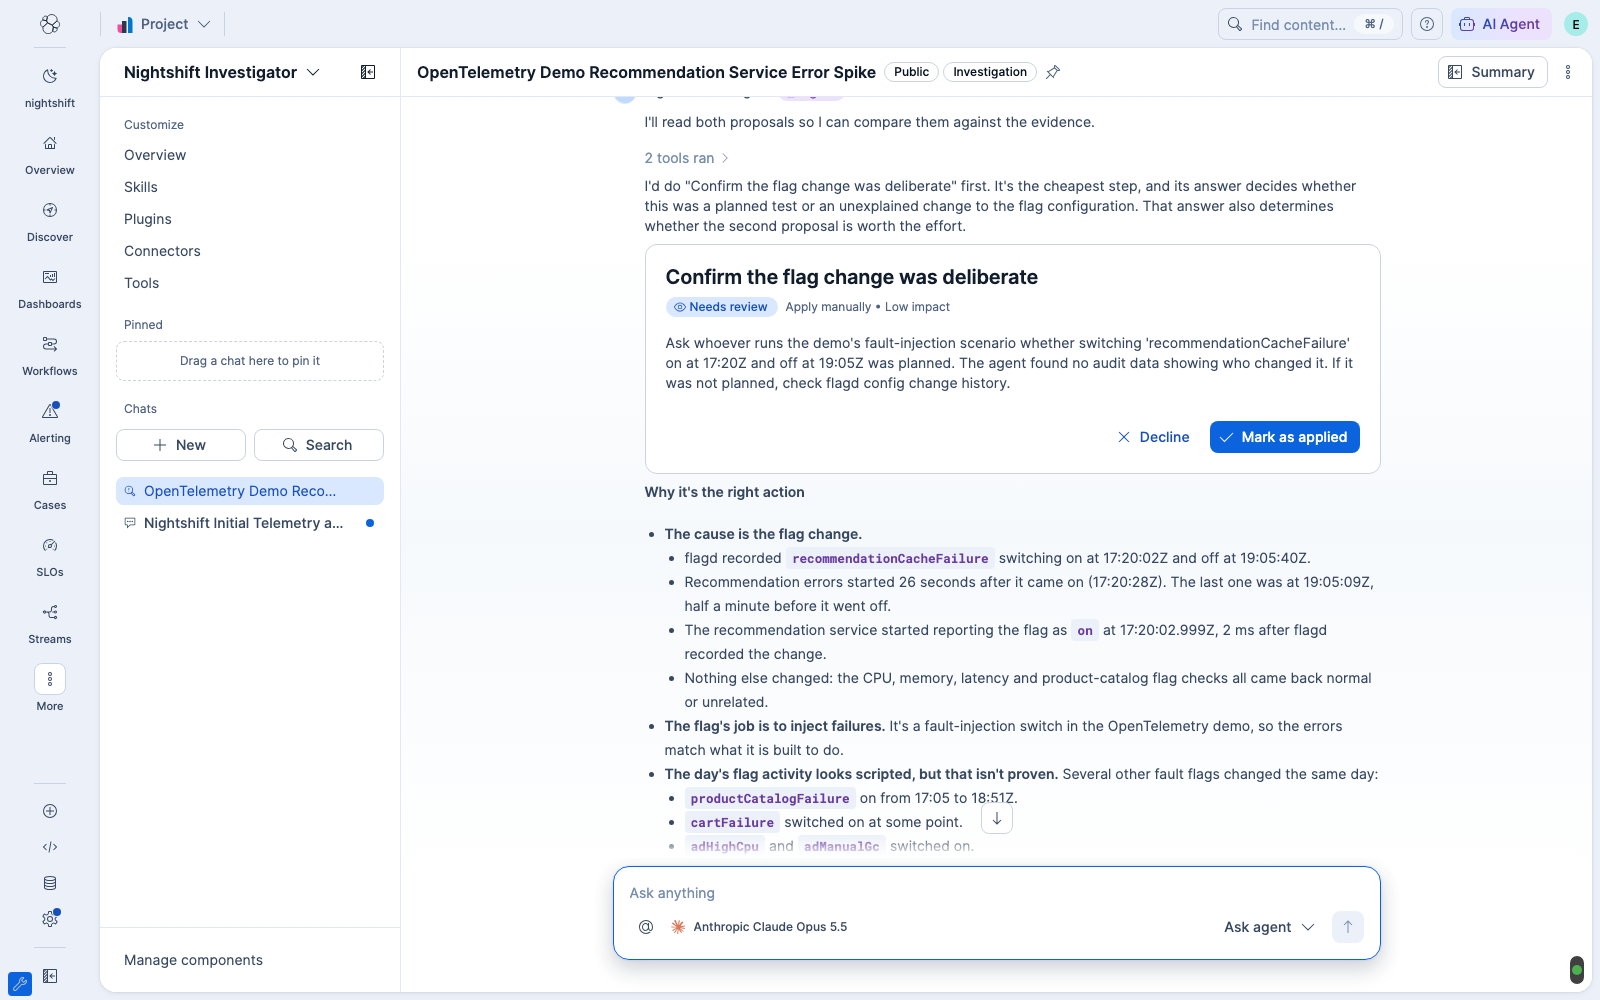 Project
Find content...
⌘ /
AI Agent
E
nightshift
Overview
Discover
Dashboards
Workflows
Alerting
Cases
SLOs
Streams
More
Nightshift Investigator
Customize
Overview
Skills
Plugins
Connectors
Tools
Pinned
Drag a chat here to pin it
Chats
New
Search
OpenTelemetry Demo Reco...
Nightshift Initial Telemetry a...
Manage components
OpenTelemetry Demo Recommendation Service Error Spike
Public
Investigation
Summary
I'll read both proposals so I can compare them against the evidence.
2 tools ran
I'd do "Confirm the flag change was deliberate" first. It's the cheapest step, and its answer decides whether
this was a planned test or an unexplained change to the flag configuration. That answer also determines
whether the second proposal is worth the effort.
Confirm the flag change was deliberate
Needs review
Apply manually • Low impact
Ask whoever runs the demo's fault-injection scenario whether switching 'recommendationCacheFailure'
on at 17:20Z and off at 19:05Z was planned. The agent found no audit data showing who changed it. If it
was not planned, check flagd config change history.
Decline
Mark as applied
Why it's the right action
• The cause is the flag change.
• flagd recorded recommendationCacheFailure switching on at 17:20:02Z and off at 19:05:40Z.
• Recommendation errors started 26 seconds after it came on (17:20:28Z). The last one was at 19:05:09Z,
half a minute before it went off.
• The recommendation service started reporting the flag as on at 17:20:02.999Z, 2 ms after flagd
recorded the change.
• Nothing else changed: the CPU, memory, latency and product-catalog flag checks all came back normal
or unrelated.
• The flag's job is to inject failures. It's a fault-injection switch in the OpenTelemetry demo, so the errors
match what it is built to do.
• The day's flag activity looks scripted, but that isn't proven. Several other fault flags changed the same day:
• productCatalogFailure on from 17:05 to 18:51Z.
• cartFailure switched on at some point.
• adHighCpu and adManualGc switched on.
Ask anything
@
Anthropic Claude Opus 5.5
Ask agent